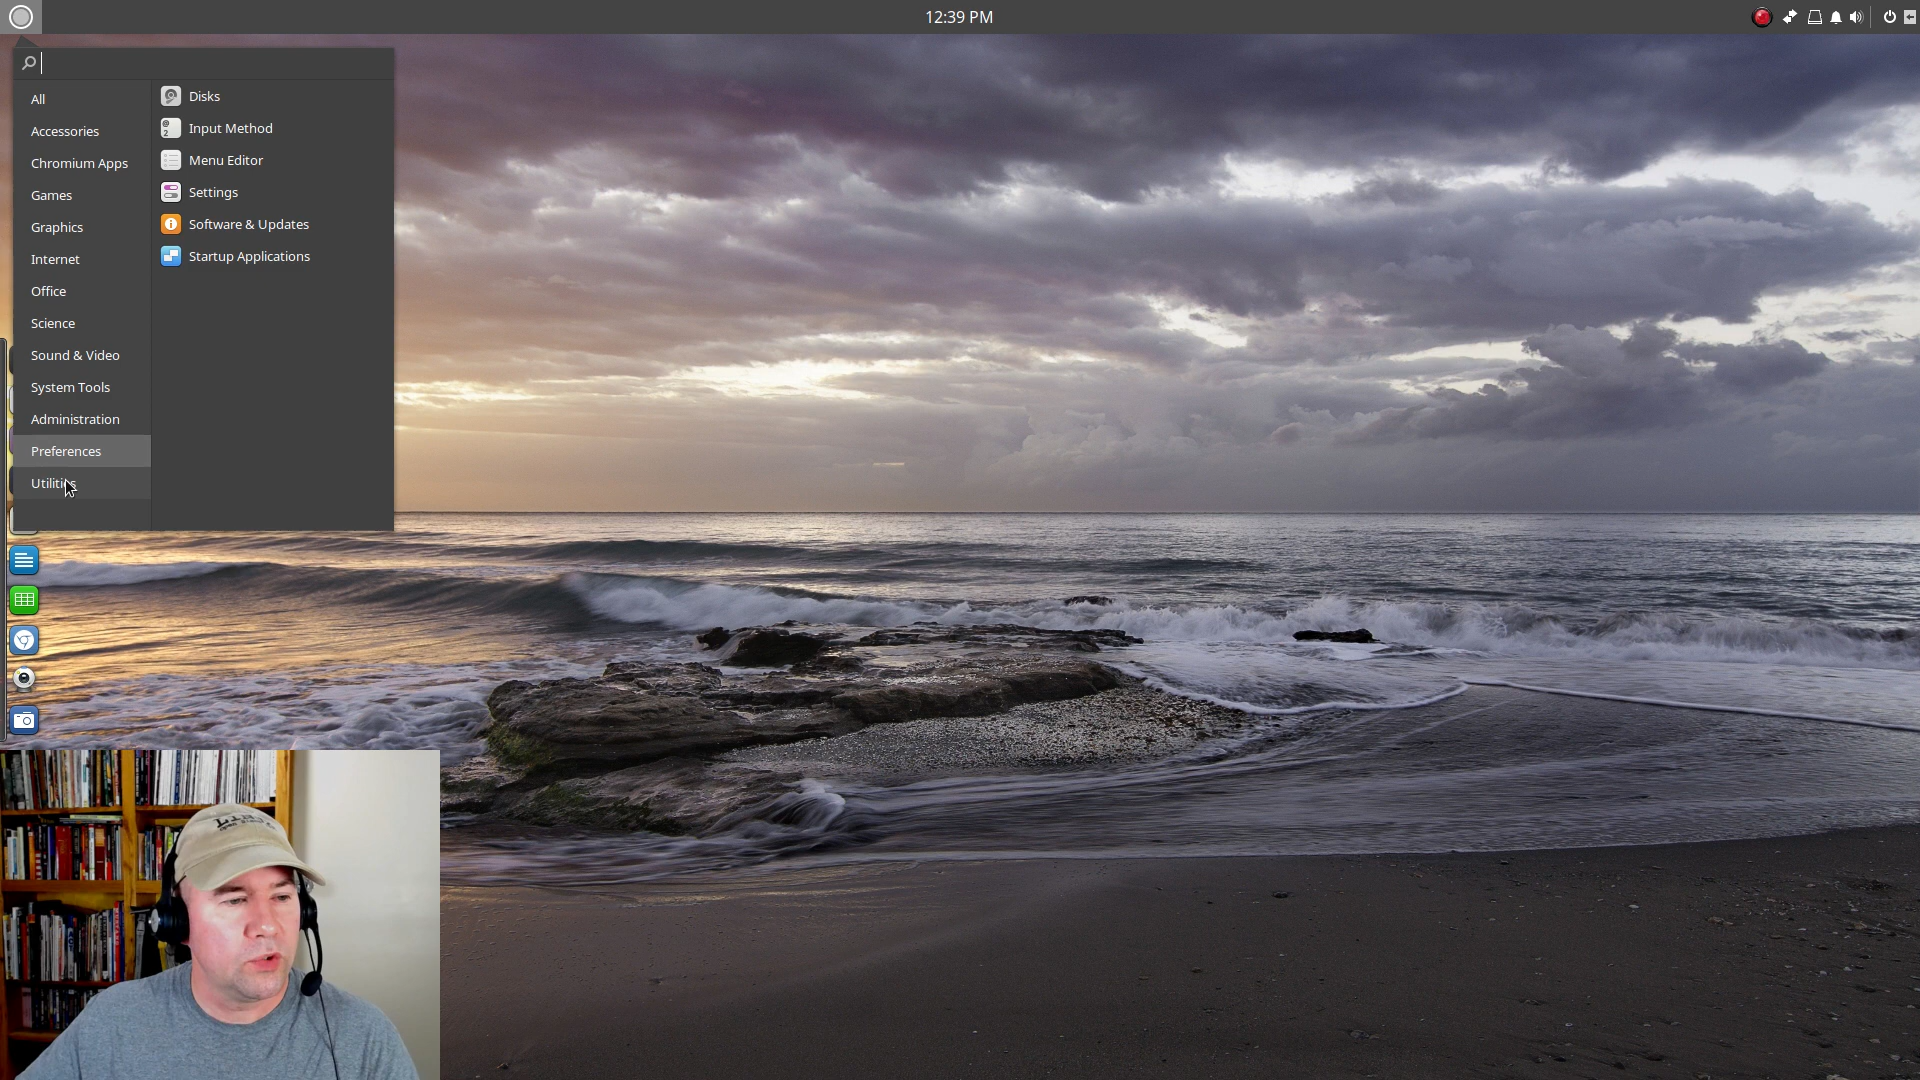 12:39 PM
All
Accessories
Chromium Apps
Games
Graphics
Internet
Office
Science
Sound & Video
System Tools
Administration
Preferences
Utilities
Disks
Input Method
Menu Editor
Settings
Software & Updates
Startup Applications